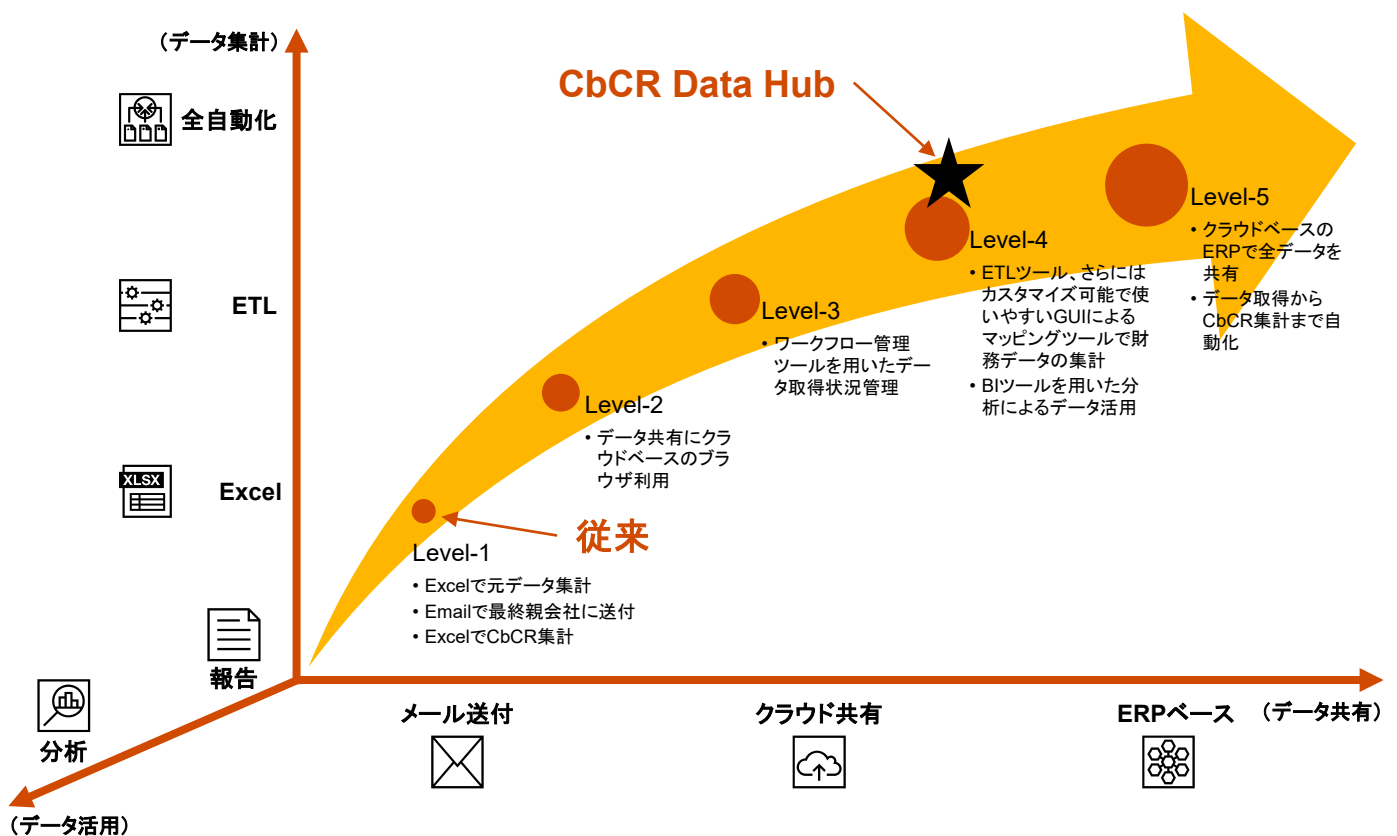 （データ集計）
CbCR Data Hub
全自動化
ETL
XLSX
Excel
報告
分析
（データ活用）
従来
Level-1
• Excelで元データ集計
• Emailで最終親会社に送付
• ExcelでCbCR集計
Level-2
• データ共有にクラ
ウドベースのブラ
ウザ利用
Level-3
• ワークフロー管理
ツールを用いたデー
タ取得状況管理
Level-4
• ETLツール、さらには
カスタマイズ可能で使
いやすいGUIによる
マッピングツールで財
務データの集計
• BIツールを用いた分
析によるデータ活用
Level-5
• クラウドベースの
ERPで全データを
共有
• データ取得から
CbCR集計まで自
動化
メール送付
クラウド共有
ERPベース
（データ共有）